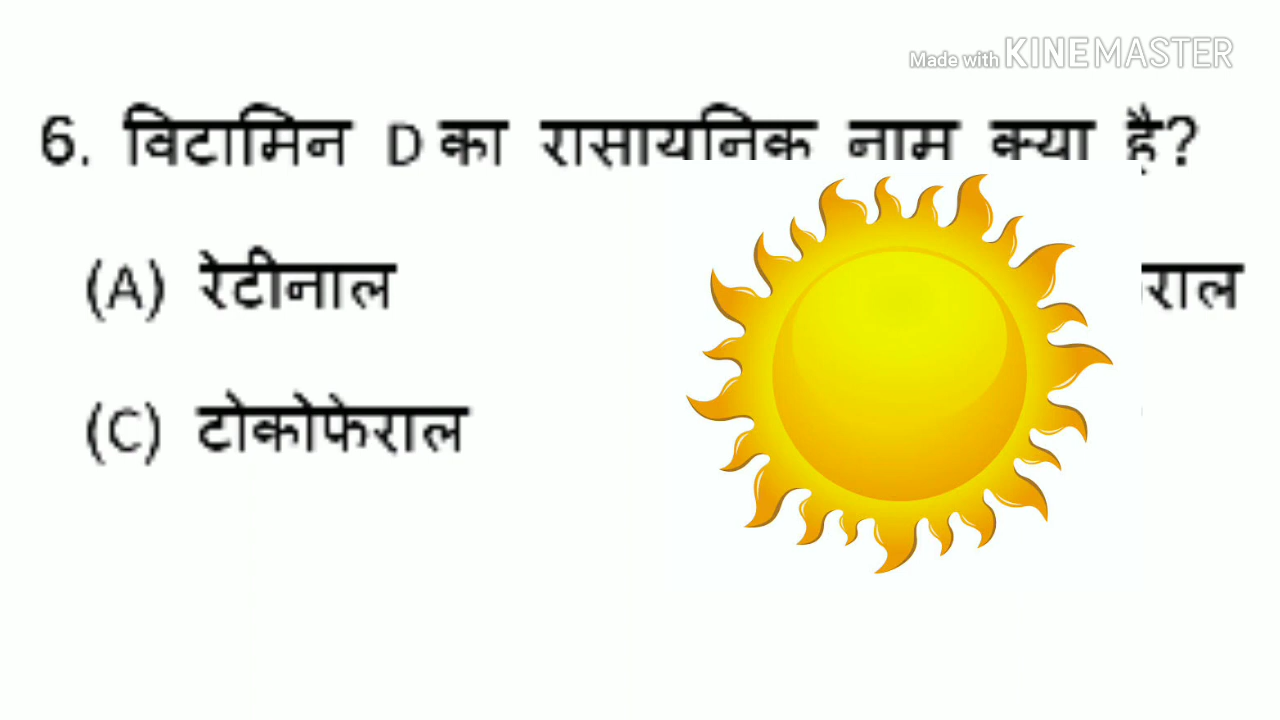 Made with KINEMASTER
6. विटामिन D का रासायनिक नाम क्या है?
(A) रेटीनाल
(C) टोकोफेराल